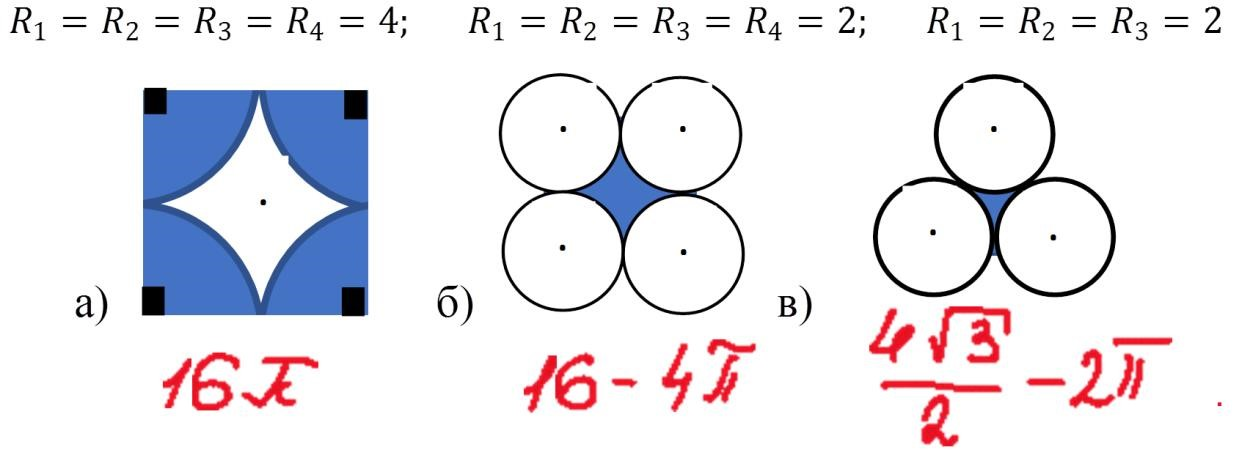 R₁ = R₂ = R₃ = R₄ = 4; R₁ = R₂ = R₃ = R₄ = 2; R₁ = R₂ = R₃ = 2
а) б) в)
16π 16 - 4π 4√3/2 - 2π